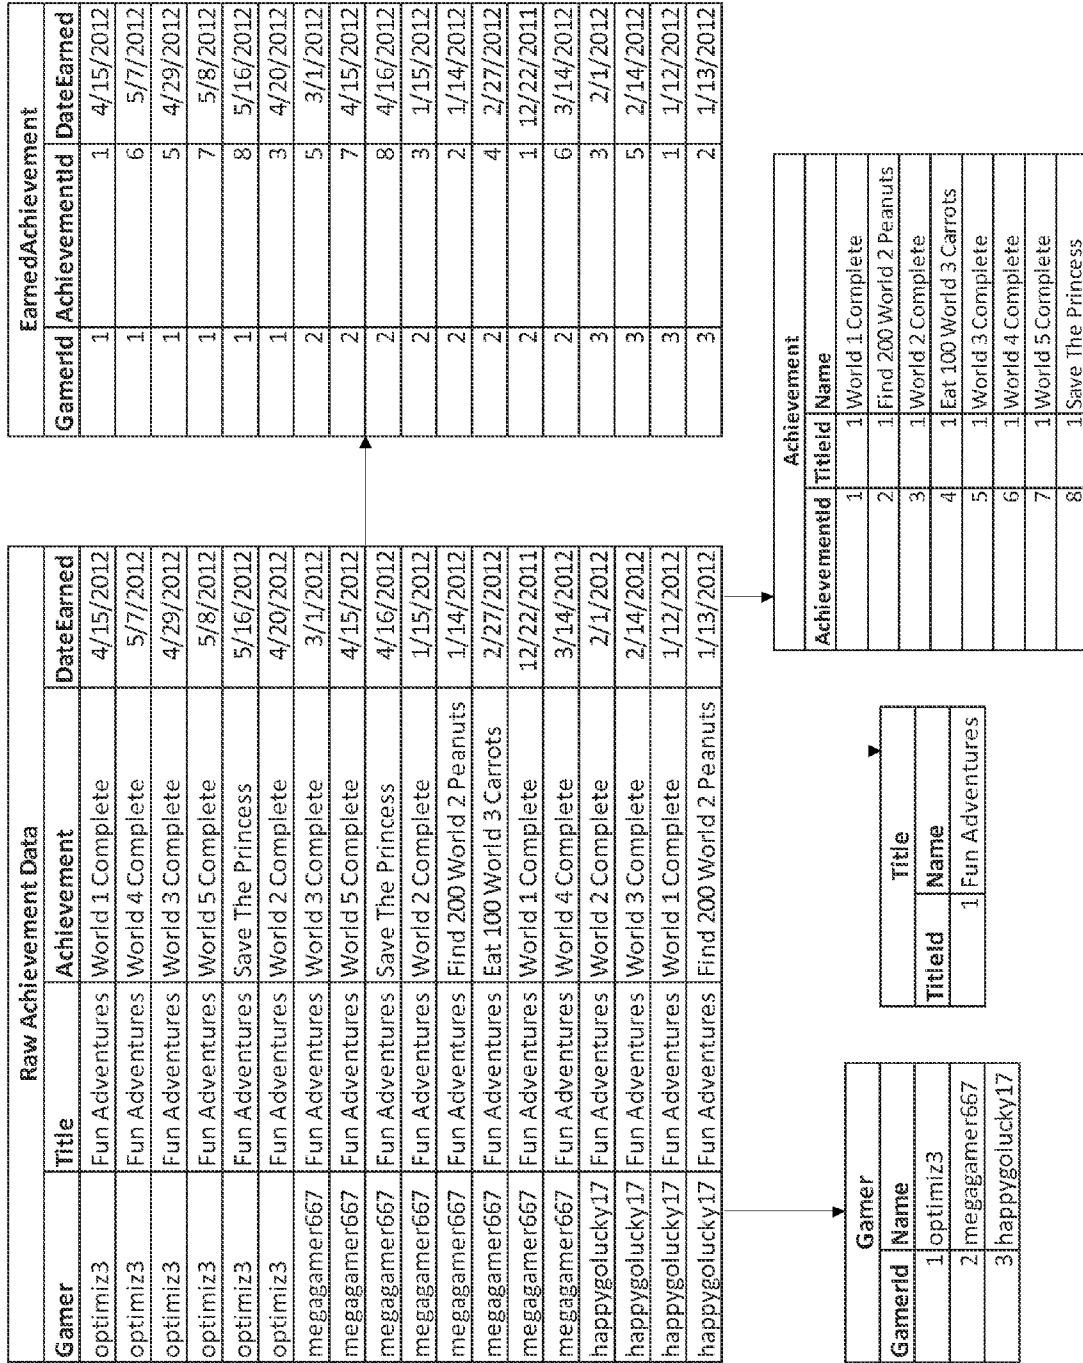 Raw Achievement Data
Gamer Title Achievement DateEarned
optimiz3 Fun Adventures World 1 Complete 4/15/2012
optimiz3 Fun Adventures World 4 Complete 5/7/2012
optimiz3 Fun Adventures World 3 Complete 4/29/2012
optimiz3 Fun Adventures World 5 Complete 5/8/2012
optimiz3 Fun Adventures Save The Princess 5/16/2012
optimiz3 Fun Adventures World 2 Complete 4/20/2012
megagamer667 Fun Adventures World 3 Complete 3/1/2012
megagamer667 Fun Adventures World 5 Complete 4/15/2012
megagamer667 Fun Adventures Save The Princess 4/16/2012
megagamer667 Fun Adventures World 2 Complete 1/15/2012
megagamer667 Fun Adventures Find 200 World 2 Peanuts 1/14/2012
megagamer667 Fun Adventures Eat 100 World 3 Carrots 2/27/2012
megagamer667 Fun Adventures World 1 Complete 12/22/2011
megagamer667 Fun Adventures World 4 Complete 3/14/2012
happygolucky17 Fun Adventures World 2 Complete 2/1/2012
happygolucky17 Fun Adventures World 3 Complete 2/14/2012
happygolucky17 Fun Adventures World 1 Complete 1/12/2012
happygolucky17 Fun Adventures Find 200 World 2 Peanuts 1/13/2012
EarnedAchievement
GamerId AchievementId DateEarned
1 1 4/15/2012
1 6 5/7/2012
1 5 4/29/2012
1 7 5/8/2012
1 8 5/16/2012
1 3 4/20/2012
2 5 3/1/2012
2 7 4/15/2012
2 8 4/16/2012
2 3 1/15/2012
2 2 1/14/2012
2 4 2/27/2012
2 1 12/22/2011
2 6 3/14/2012
3 3 2/1/2012
3 5 2/14/2012
3 1 1/12/2012
3 2 1/13/2012
Gamer
GamerId Name
1 optimiz3
2 megagamer667
3 happygolucky17
Title
TitleId Name
1 Fun Adventures
Achievement
AchievementId TitleId Name
1 1 World 1 Complete
2 1 Find 200 World 2 Peanuts
3 1 World 2 Complete
4 1 Eat 100 World 3 Carrots
5 1 World 3 Complete
6 1 World 4 Complete
7 1 World 5 Complete
8 1 Save The Princess